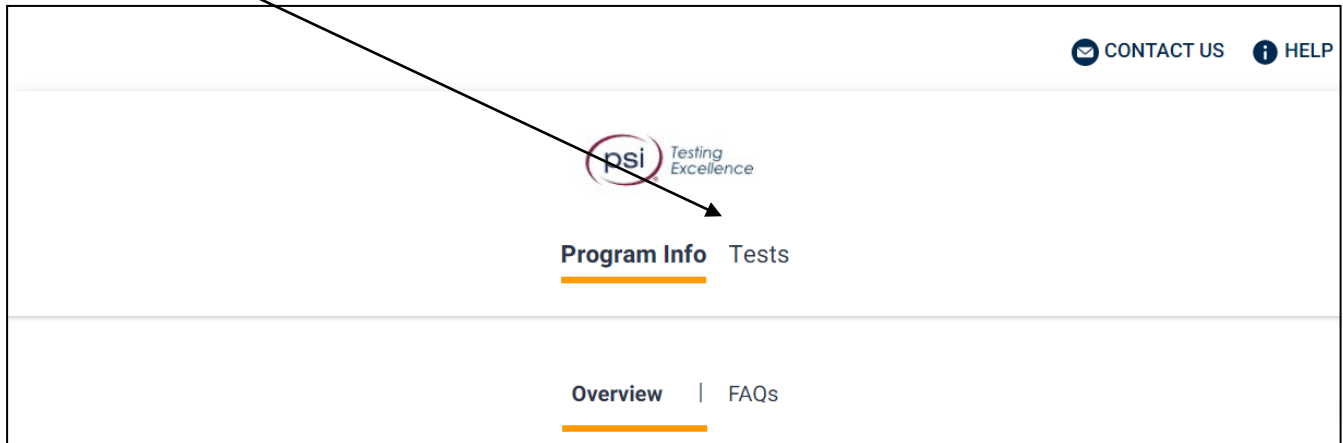 CONTACT US HELP
psi Testing
Excellence
Program Info Tests
Overview | FAQs